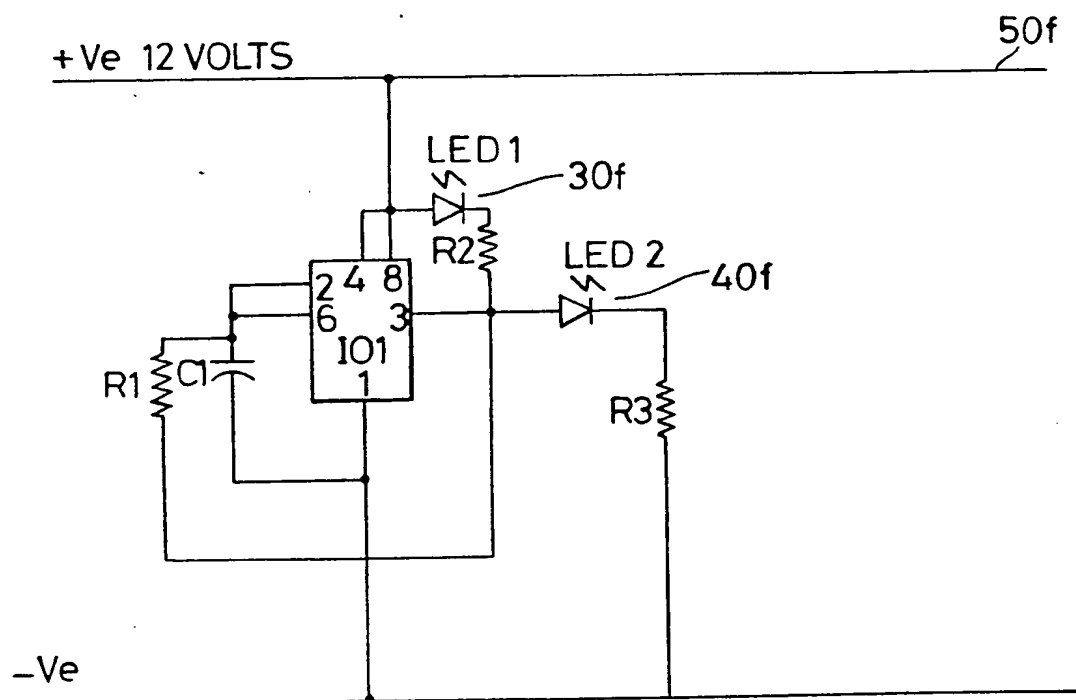 50f
+Ve 12 VOLTS
LED 1
30f
R2
LED 2
40f
4 8
2
6
3
IO1
1
R1
C1
R3
-Ve